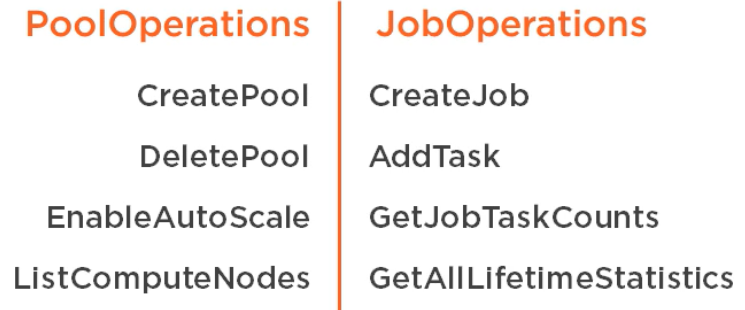 PoolOperations
CreatePool
DeletePool
EnableAutoScale
ListComputeNodes
JobOperations
CreateJob
AddTask
GetJobTaskCounts
GetAllLifetimeStatistics